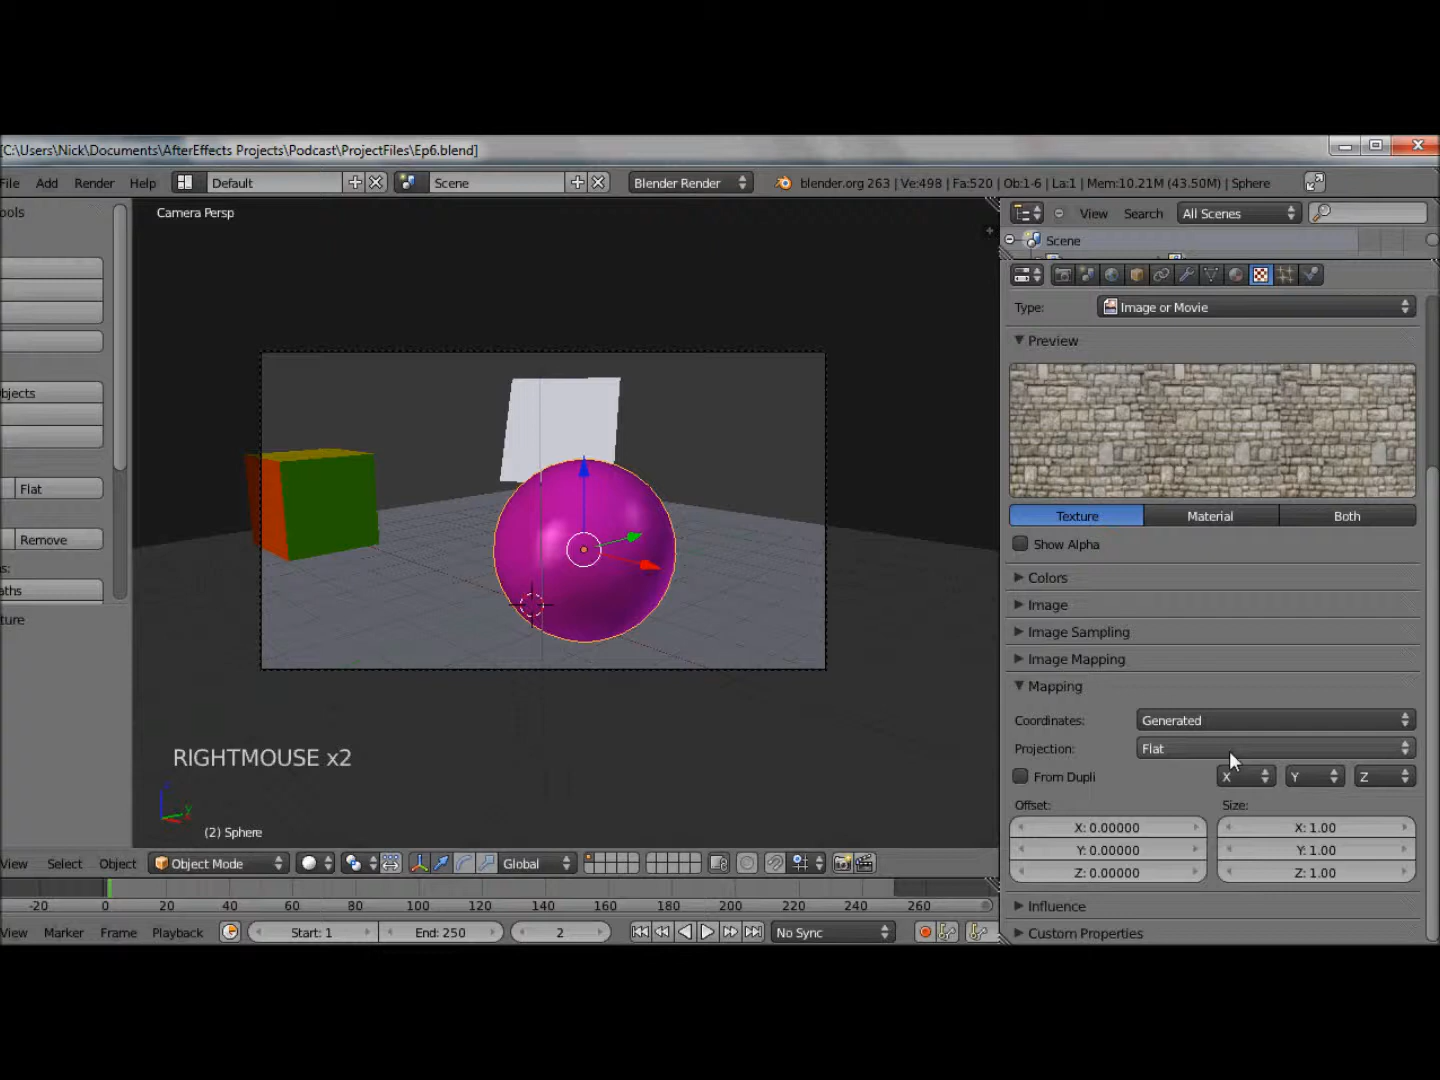 [C:\Users\Nick\Documents\AfterEffects Projects\Podcast\ProjectFiles\Ep6.blend]
File Add Render Help Default Scene Blender Render blender.org 263 | Ve:498 | Fa:520 | Ob:1-6 | La:1 | Mem:10.21M (43.50M) | Sphere
ools
Camera Persp
View Search All Scenes
Scene
Type: Image or Movie
Preview
bjects
Flat
Remove
s:
aths
ture
Texture Material Both
Show Alpha
Colors
Image
Image Sampling
Image Mapping
Mapping
Coordinates: Generated
Projection: Flat
From Dupli X Y Z
Offset: Size:
X: 0.00000 X: 1.00
Y: 0.00000 Y: 1.00
Z: 0.00000 Z: 1.00
Influence
Custom Properties
RIGHTMOUSE x2
(2) Sphere
View Select Object Object Mode Global
-20 0 20 40 60 80 100 120 140 160 180 200 220 240 260
View Marker Frame Playback Start: 1 End: 250 2 No Sync